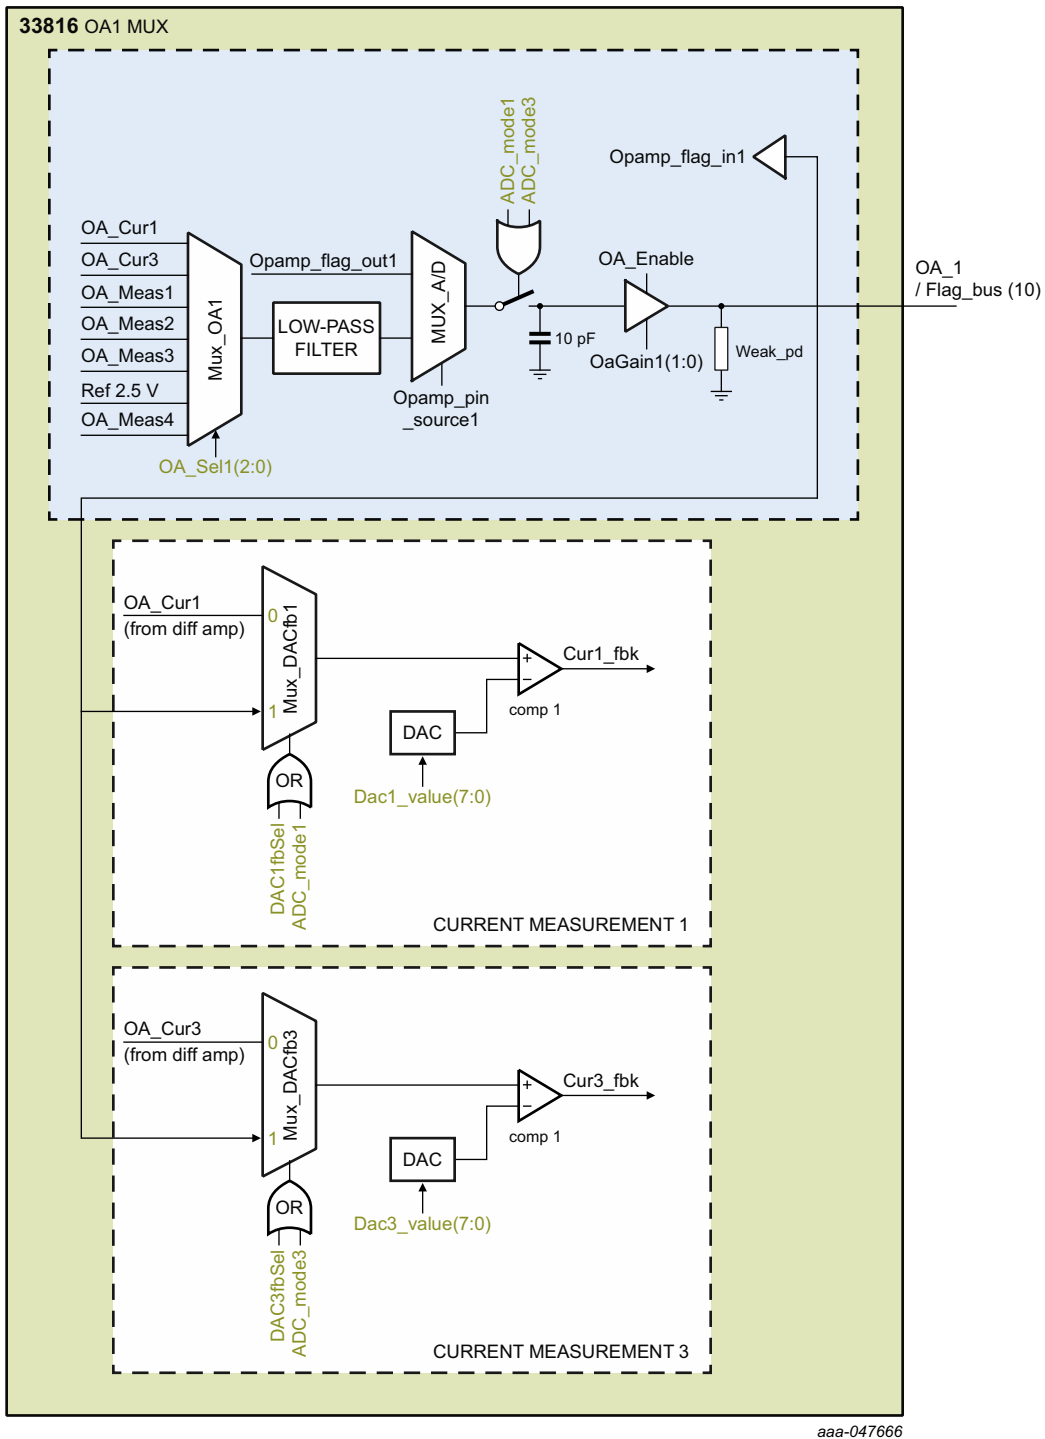 33816 OA1 MUX
ADC_mode1
ADC_mode3
Opamp_flag_in1
OA_Cur1
OA_Cur3
OA_Meas1
OA_Meas2
OA_Meas3
Ref 2.5 V
OA_Meas4
Mux_OA1
OA_Sel1(2:0)
Opamp_flag_out1
LOW-PASS
FILTER
MUX_A/D
Opamp_pin
_source1
10 pF
OA_Enable
OaGain1(1:0)
Weak_pd
OA_1
/ Flag_bus (10)
OA_Cur1
(from diff amp)
0
1
Mux_DACfb1
OR
DAC1fbSel
ADC_mode1
DAC
Dac1_value(7:0)
+
−
comp 1
Cur1_fbk
CURRENT MEASUREMENT 1
OA_Cur3
(from diff amp)
0
1
Mux_DACfb3
OR
DAC3fbSel
ADC_mode3
DAC
Dac3_value(7:0)
+
−
comp 1
Cur3_fbk
CURRENT MEASUREMENT 3
aaa-047666